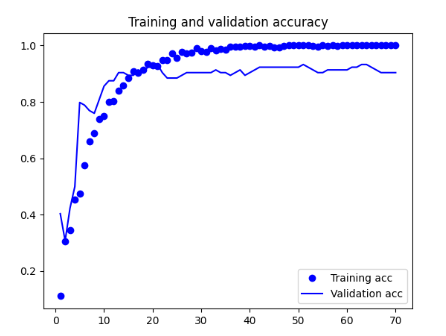 Training and validation accuracy
1.0
0.8
0.6
0.4
0.2
Training acc
Validation acc
0 10 20 30 40 50 60 70